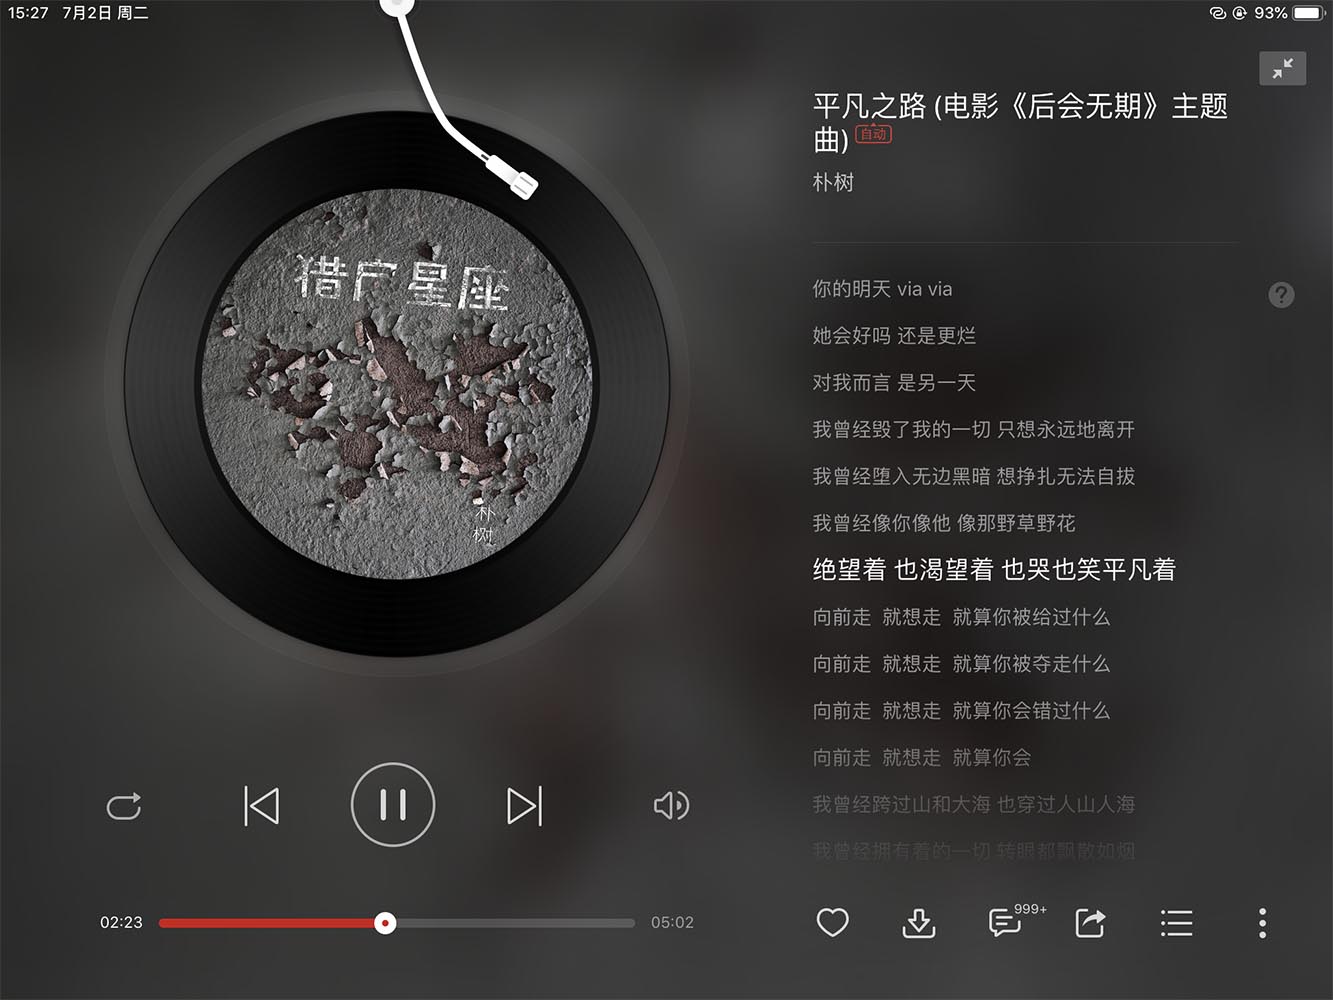 15:27 7月2日 周二
93%
猎户星座
朴
树
平凡之路 (电影《后会无期》主题
曲) 自动
朴树
你的明天 via via
她会好吗 还是更烂
对我而言 是另一天
我曾经毁了我的一切 只想永远地离开
我曾经堕入无边黑暗 想挣扎无法自拔
我曾经像你像他 像那野草野花
绝望着 也渴望着 也哭也笑平凡着
向前走 就想走 就算你被给过什么
向前走 就想走 就算你被夺走什么
向前走 就想走 就算你会错过什么
向前走 就想走 就算你会
我曾经跨过山和大海 也穿过人山人海
我曾经拥有着的一切 转眼都飘散如烟
02:23
05:02
999+